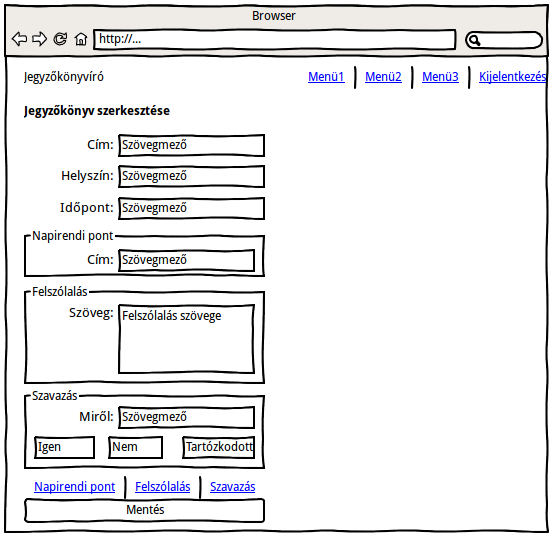 Browser
http://...
Jegyzőkönyvíró Menü1 Menü2 Menü3 Kijelentkezés
Jegyzőkönyv szerkesztése
Cím: Szövegmező
Helyszín: Szövegmező
Időpont: Szövegmező
Napirendi pont
Cím: Szövegmező
Felszólalás
Szöveg: Felszólalás szövege
Szavazás
Miről: Szövegmező
Igen Nem Tartózkodott
Napirendi pont Felszólalás Szavazás
Mentés